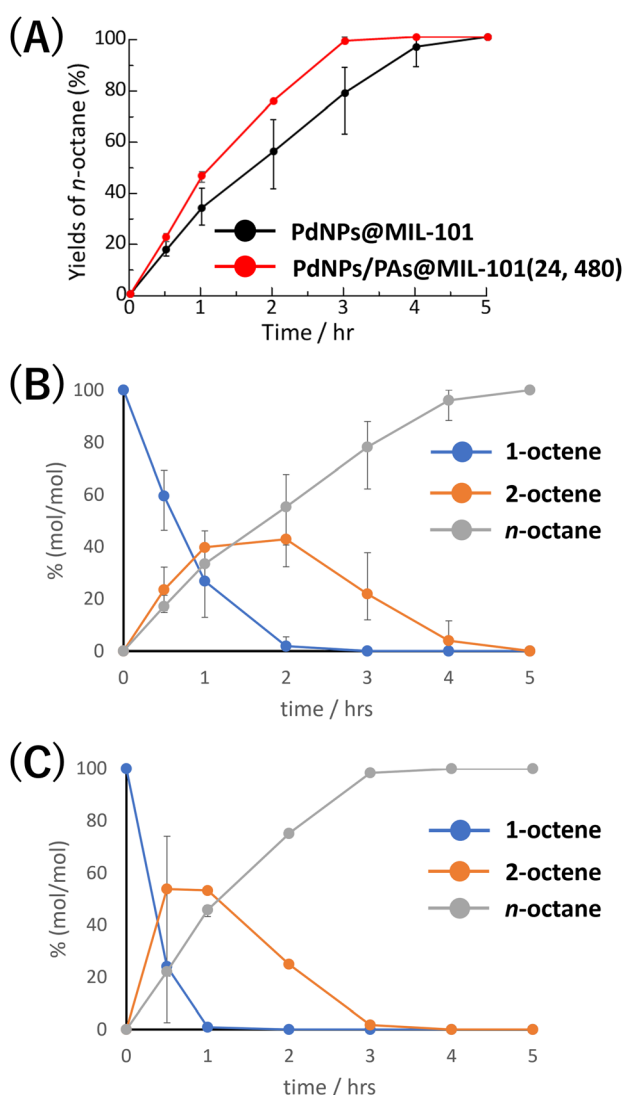 (A)
Yields of n-octane (%)
100
80
60
40
20
0
PdNPs@MIL-101
PdNPs/PAs@MIL-101(24, 480)
0 1 2 3 4 5
Time / hr
(B)
% (mol/mol)
100
80
60
40
20
0
1-octene
2-octene
n-octane
0 1 2 3 4 5
time / hrs
(C)
% (mol/mol)
100
80
60
40
20
0
1-octene
2-octene
n-octane
0 1 2 3 4 5
time / hrs